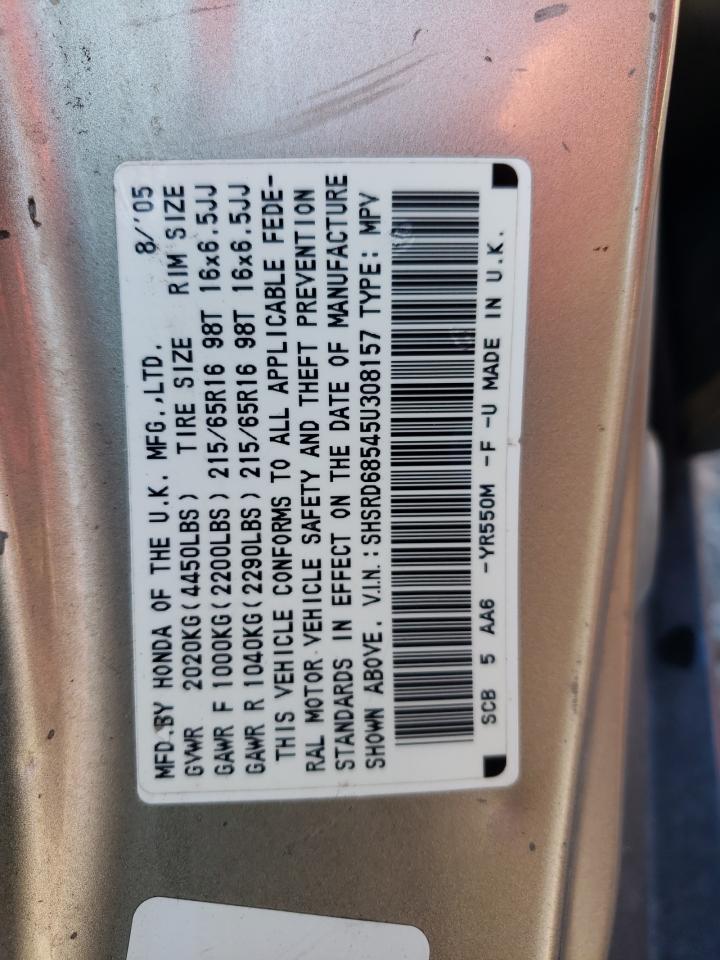 MFD.BY HONDA OF THE U.K. MFG.,LTD. 8/'05
GVWR 2020KG(4450LBS) TIRE SIZE RIM SIZE
GAWR F 1000KG(2200LBS) 215/65R16 98T 16x6.5JJ
GAWR R 1040KG(2290LBS) 215/65R16 98T 16x6.5JJ
THIS VEHICLE CONFORMS TO ALL APPLICABLE FEDE-
RAL MOTOR VEHICLE SAFETY AND THEFT PREVENTION
STANDARDS IN EFFECT ON THE DATE OF MANUFACTURE
SHOWN ABOVE. V.I.N.: SHSRD68545U308157 TYPE: MPV
SCB 5 AA6 -YR550M -F -U MADE IN U.K.